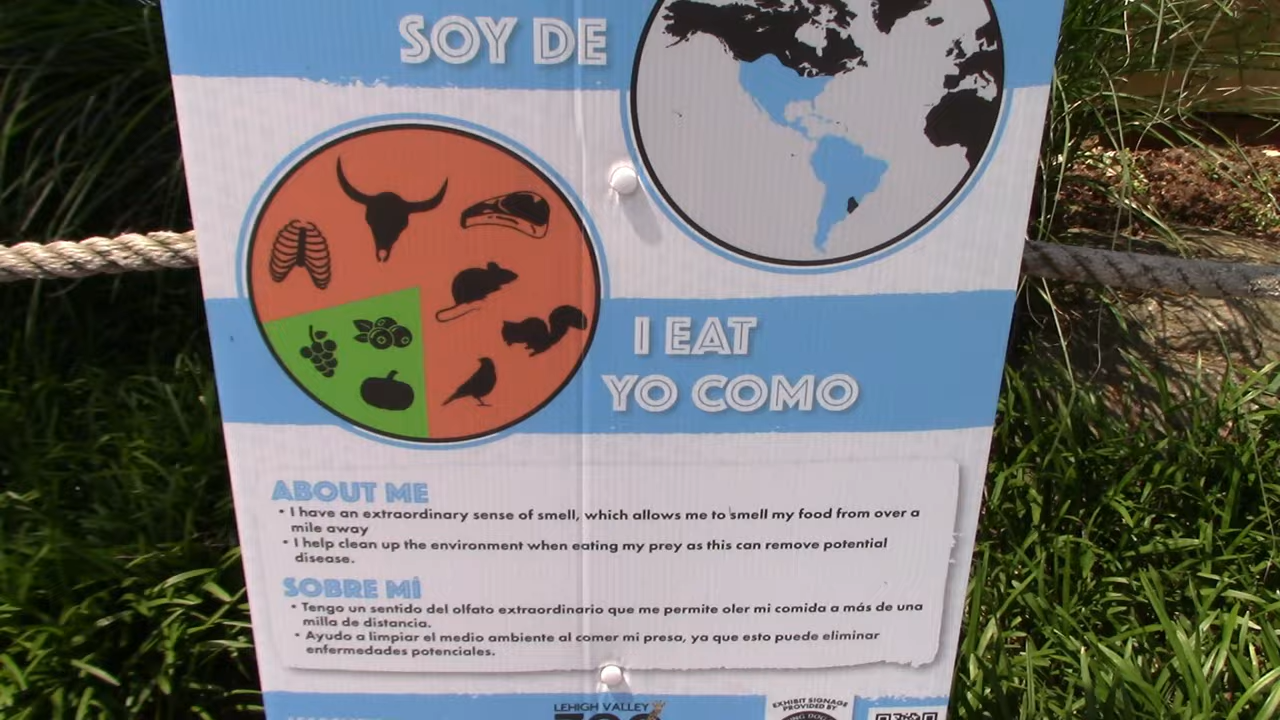 SOY DE
I EAT
YO COMO
ABOUT ME
• I have an extraordinary sense of smell, which allows me to smell my food from over a
mile away
• I help clean up the environment when eating my prey as this can remove potential
disease.
SOBRE MÍ
• Tengo un sentido del olfato extraordinario que me permite oler mi comida a más de una
milla de distancia.
• Ayudo a limpiar el medio ambiente al comer mi presa, ya que esto puede eliminar
enfermedades potenciales.
LEHIGH VALLEY
ZOO
EXHIBIT SIGNAGE
PROVIDED BY